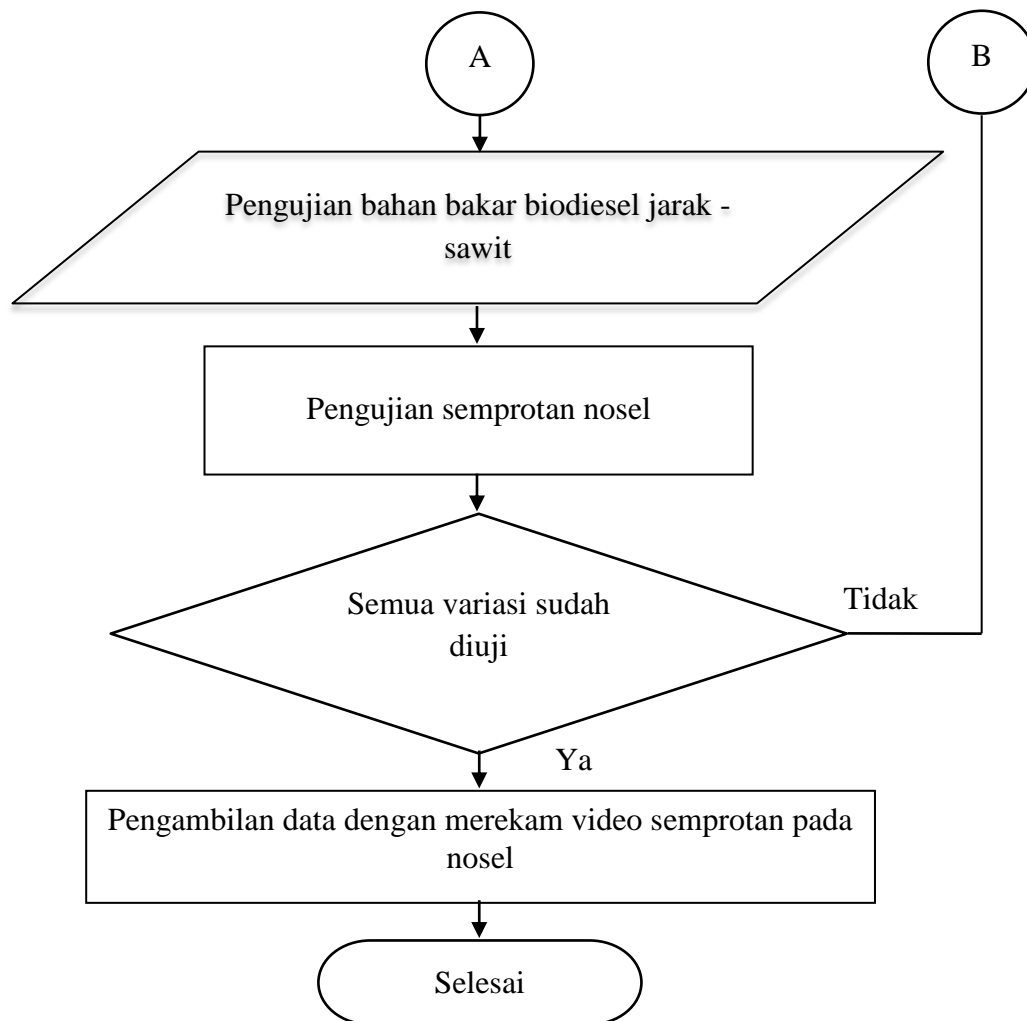 A
B
Pengujian bahan bakar biodiesel jarak -
sawit
Pengujian semprotan nosel
Semua variasi sudah
diuji
Tidak
Ya
Pengambilan data dengan merekam video semprotan pada
nosel
Selesai